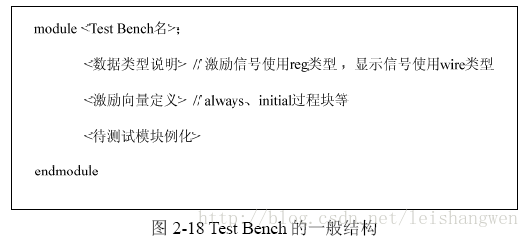 module <Test Bench名>;
<数据类型说明> // 激励信号使用reg类型，显示信号使用wire类型
<激励向量定义> // always、initial过程块等
<待测试模块例化>
endmodule
http://blog.csdn.net/leishangwen
图 2-18 Test Bench 的一般结构